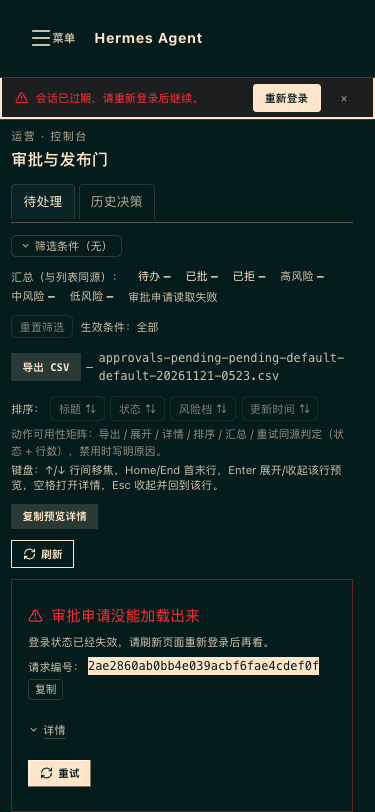 菜单 Hermes Agent
会话已过期，请重新登录后继续。 重新登录 ×
运营 · 控制台
审批与发布门
待处理 历史决策
筛选条件（无）
汇总（与列表同源）： 待办 — 已批 — 已拒 — 高风险 —
中风险 — 低风险 — 审批申请读取失败
重置筛选 生效条件：全部
导出 CSV — approvals-pending-pending-default-
default-20261121-0523.csv
排序： 标题 ⇅ 状态 ⇅ 风险档 ⇅ 更新时间 ⇅
动作可用性矩阵：导出 / 展开 / 详情 / 排序 / 汇总 / 重试同源判定（状
态 + 行数），禁用时写明原因。
键盘：↑/↓ 行间移焦，Home/End 首末行，Enter 展开/收起该行预
览，空格打开详情，Esc 收起并回到该行。
复制预览详情
刷新
审批申请没能加载出来
登录状态已经失效，请刷新页面重新登录后再看。
请求编号： 2ae2860ab0bb4e039acbf6fae4cdef0f
复制
详情
重试